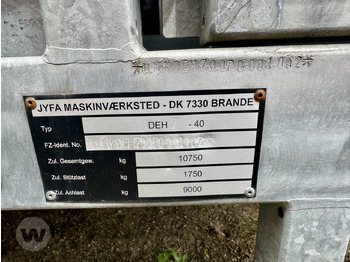 JYFA MASKINVÆRKSTED - DK 7330 BRANDE
Typ DEH - 40
FZ-Ident. No.
Zul. Gesamtgew. kg 10750
Zul. Stützlast kg 1750
Zul. Achslast kg 9000
W